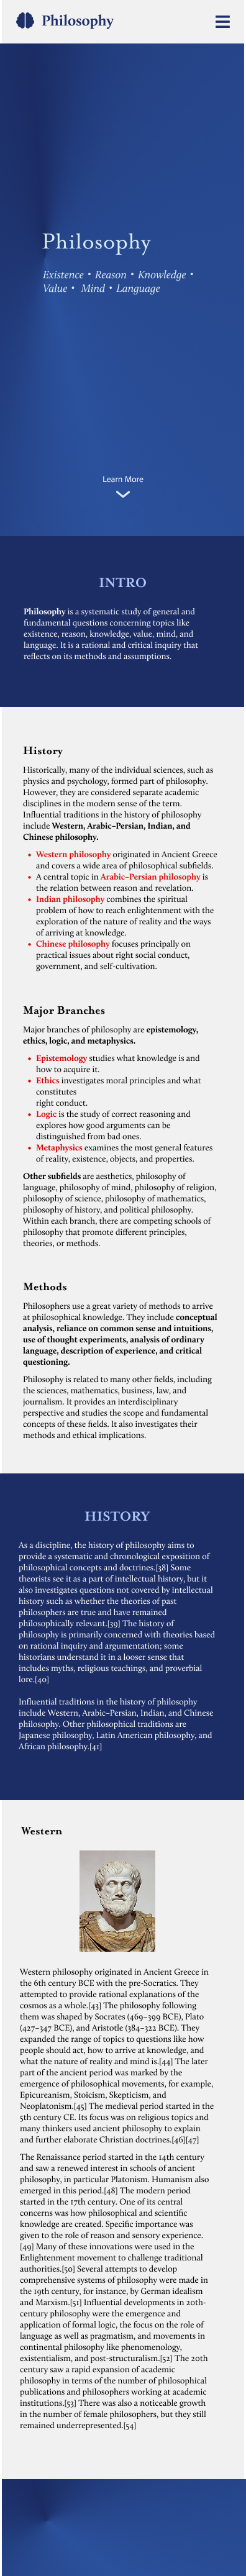 Philosophy
Philosophy
Existence • Reason • Knowledge •
Value • Mind • Language
Learn More
INTRO
Philosophy is a systematic study of general and
fundamental questions concerning topics like
existence, reason, knowledge, value, mind, and
language. It is a rational and critical inquiry that
reflects on its methods and assumptions.
History
Historically, many of the individual sciences, such as
physics and psychology, formed part of philosophy.
However, they are considered separate academic
disciplines in the modern sense of the term.
Influential traditions in the history of philosophy
include Western, Arabic–Persian, Indian, and
Chinese philosophy.
• Western philosophy originated in Ancient Greece
and covers a wide area of philosophical subfields.
• A central topic in Arabic–Persian philosophy is
the relation between reason and revelation.
• Indian philosophy combines the spiritual
problem of how to reach enlightenment with the
exploration of the nature of reality and the ways
of arriving at knowledge.
• Chinese philosophy focuses principally on
practical issues about right social conduct,
government, and self-cultivation.
Major Branches
Major branches of philosophy are epistemology,
ethics, logic, and metaphysics.
• Epistemology studies what knowledge is and
how to acquire it.
• Ethics investigates moral principles and what
constitutes
right conduct.
• Logic is the study of correct reasoning and
explores how good arguments can be
distinguished from bad ones.
• Metaphysics examines the most general features
of reality, existence, objects, and properties.
Other subfields are aesthetics, philosophy of
language, philosophy of mind, philosophy of religion,
philosophy of science, philosophy of mathematics,
philosophy of history, and political philosophy.
Within each branch, there are competing schools of
philosophy that promote different principles,
theories, or methods.
Methods
Philosophers use a great variety of methods to arrive
at philosophical knowledge. They include conceptual
analysis, reliance on common sense and intuitions,
use of thought experiments, analysis of ordinary
language, description of experience, and critical
questioning.
Philosophy is related to many other fields, including
the sciences, mathematics, business, law, and
journalism. It provides an interdisciplinary
perspective and studies the scope and fundamental
concepts of these fields. It also investigates their
methods and ethical implications.
HISTORY
As a discipline, the history of philosophy aims to
provide a systematic and chronological exposition of
philosophical concepts and doctrines.[38] Some
theorists see it as a part of intellectual history, but it
also investigates questions not covered by intellectual
history such as whether the theories of past
philosophers are true and have remained
philosophically relevant.[39] The history of
philosophy is primarily concerned with theories based
on rational inquiry and argumentation; some
historians understand it in a looser sense that
includes myths, religious teachings, and proverbial
lore.[40]
Influential traditions in the history of philosophy
include Western, Arabic–Persian, Indian, and Chinese
philosophy. Other philosophical traditions are
Japanese philosophy, Latin American philosophy, and
African philosophy.[41]
Western
Western philosophy originated in Ancient Greece in
the 6th century BCE with the pre-Socratics. They
attempted to provide rational explanations of the
cosmos as a whole.[43] The philosophy following
them was shaped by Socrates (469–399 BCE), Plato
(427–347 BCE), and Aristotle (384–322 BCE). They
expanded the range of topics to questions like how
people should act, how to arrive at knowledge, and
what the nature of reality and mind is.[44] The later
part of the ancient period was marked by the
emergence of philosophical movements, for example,
Epicureanism, Stoicism, Skepticism, and
Neoplatonism.[45] The medieval period started in the
5th century CE. Its focus was on religious topics and
many thinkers used ancient philosophy to explain
and further elaborate Christian doctrines.[46][47]
The Renaissance period started in the 14th century
and saw a renewed interest in schools of ancient
philosophy, in particular Platonism. Humanism also
emerged in this period.[48] The modern period
started in the 17th century. One of its central
concerns was how philosophical and scientific
knowledge are created. Specific importance was
given to the role of reason and sensory experience.
[49] Many of these innovations were used in the
Enlightenment movement to challenge traditional
authorities.[50] Several attempts to develop
comprehensive systems of philosophy were made in
the 19th century, for instance, by German idealism
and Marxism.[51] Influential developments in 20th-
century philosophy were the emergence and
application of formal logic, the focus on the role of
language as well as pragmatism, and movements in
continental philosophy like phenomenology,
existentialism, and post-structuralism.[52] The 20th
century saw a rapid expansion of academic
philosophy in terms of the number of philosophical
publications and philosophers working at academic
institutions.[53] There was also a noticeable growth
in the number of female philosophers, but they still
remained underrepresented.[54]